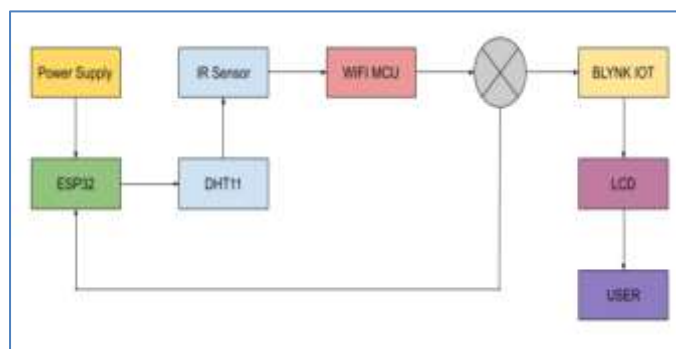 Power Supply
IR Sensor
WIFI MCU
BLYNK IOT
ESP32
DHT11
LCD
USER